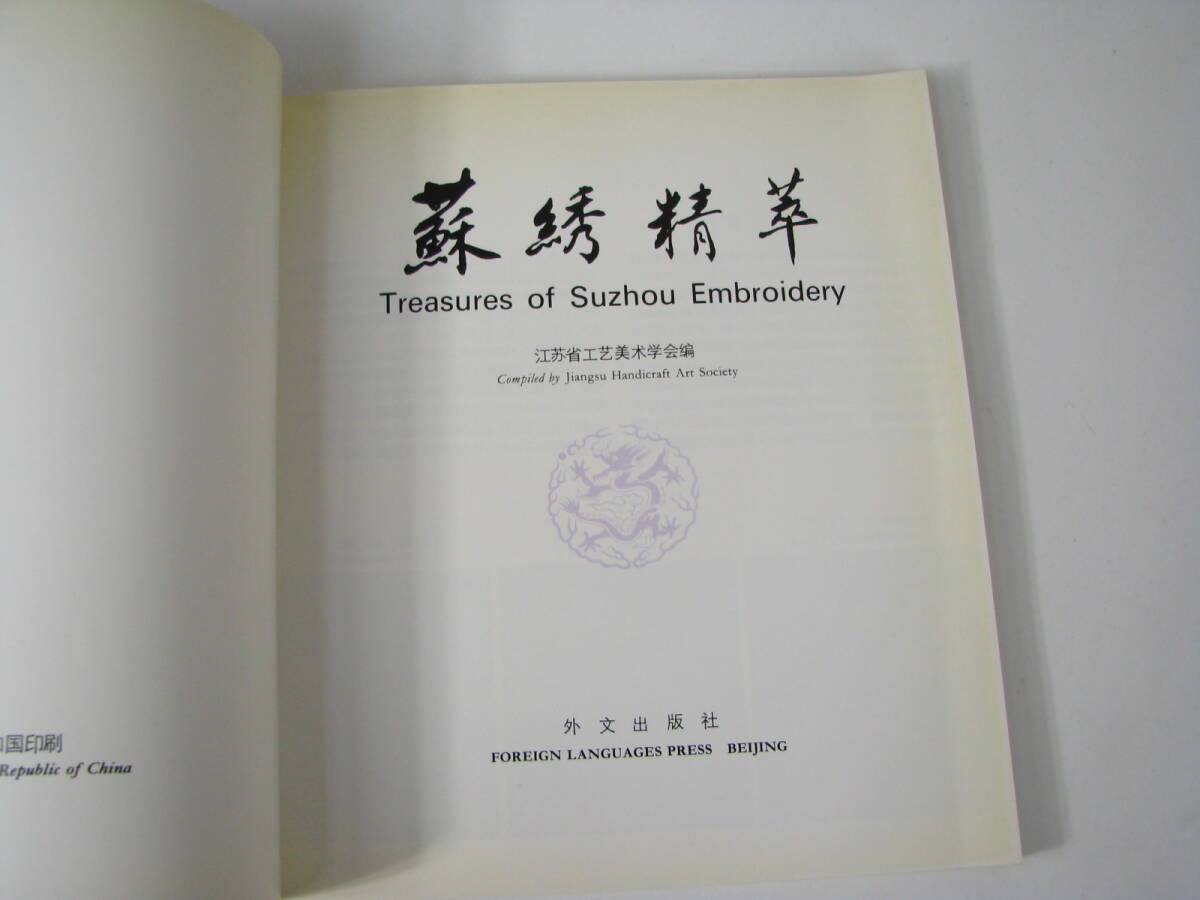 国印刷
Republic of China
蘇綉精萃
Treasures of Suzhou Embroidery
江苏省工艺美术学会编
Compiled by Jiangsu Handicraft Art Society
外文出版社
FOREIGN LANGUAGES PRESS BEIJING